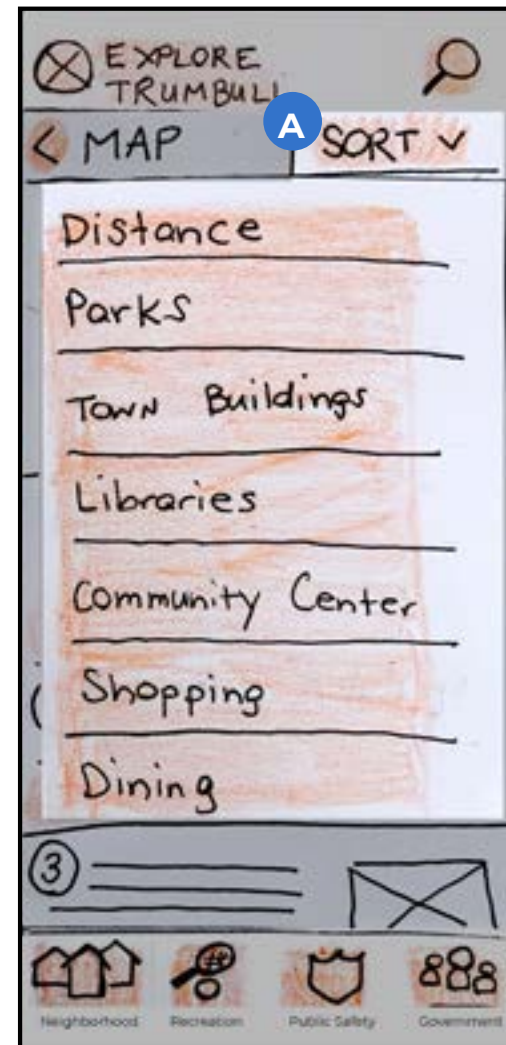 EXPLORE
TRUMBULL
A
< MAP
SORT
Distance
Parks
Town Buildings
Libraries
Community Center
Shopping
Dining
3
Neighborhood
Recreation
Public Safety
Government